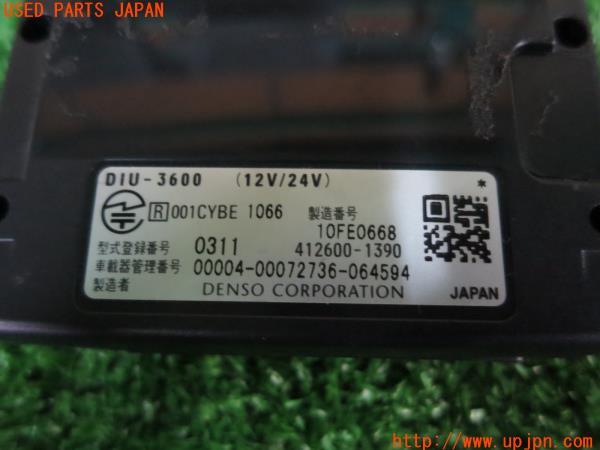 USED PARTS JAPAN
DIU-3600 (12V/24V)
R 001CYBE 1066 製造番号
10FE0668
型式登録番号 0311 412600-1390
車載器管理番号 00004-00072736-064594
製造者 DENSO CORPORATION JAPAN
*
http://www.upjpn.com/